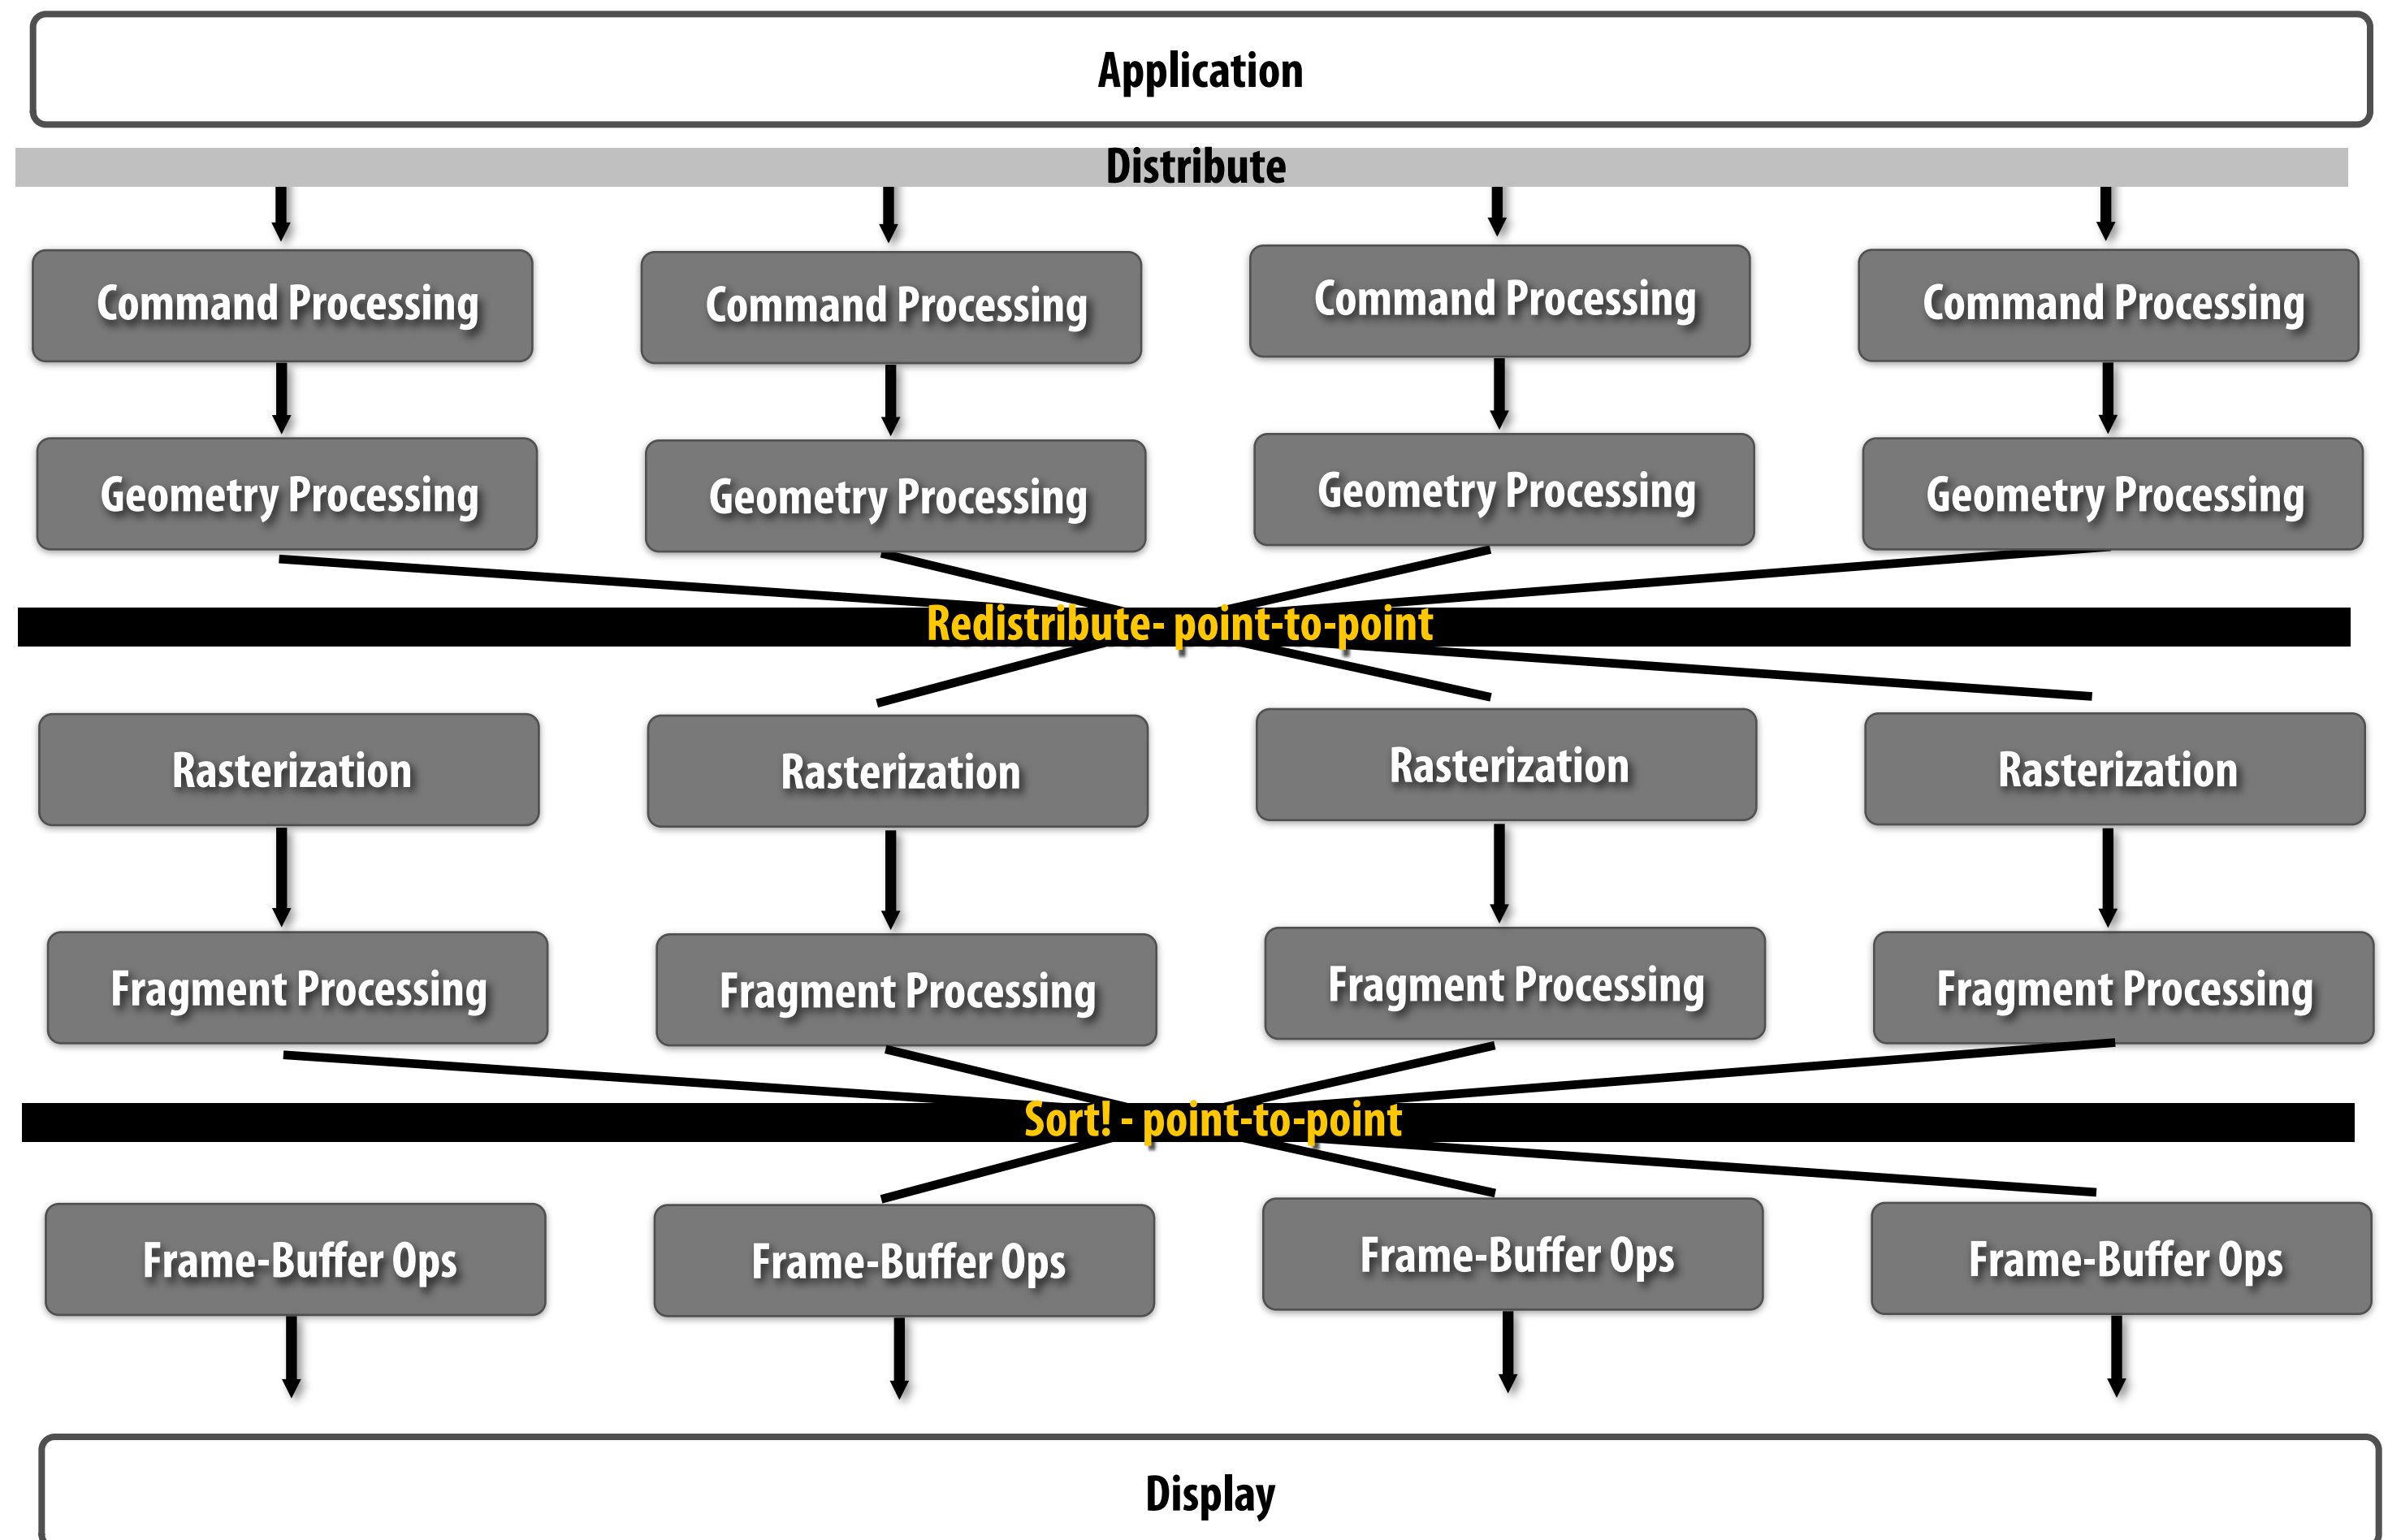 Application
Distribute
Command Processing
Command Processing
Command Processing
Command Processing
Geometry Processing
Geometry Processing
Geometry Processing
Geometry Processing
Redistribute- point-to-point
Rasterization
Rasterization
Rasterization
Rasterization
Fragment Processing
Fragment Processing
Fragment Processing
Fragment Processing
Sort! - point-to-point
Frame-Buffer Ops
Frame-Buffer Ops
Frame-Buffer Ops
Frame-Buffer Ops
Display